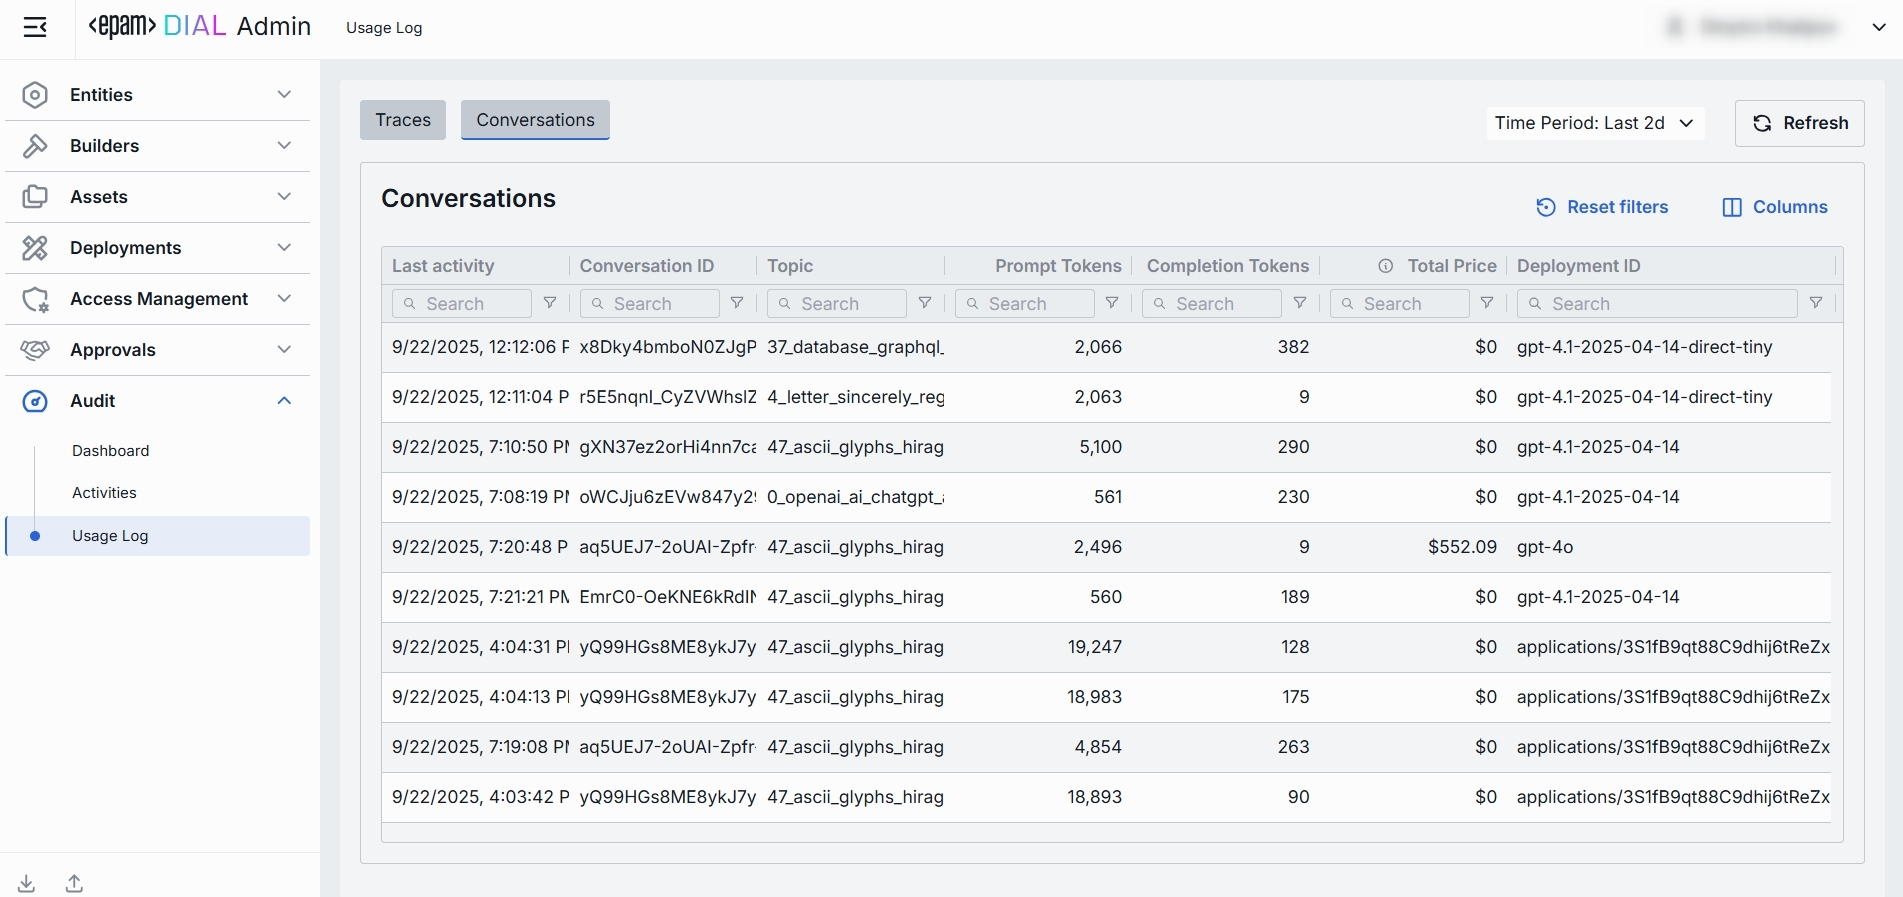 <epam> DIAL Admin
Usage Log
Entities
Builders
Assets
Deployments
Access Management
Approvals
Audit
Dashboard
Activities
Usage Log
Traces
Conversations
Time Period: Last 2d
Refresh
Conversations
Reset filters
Columns
Last activity Conversation ID Topic Prompt Tokens Completion Tokens Total Price Deployment ID
Search Search Search Search Search Search Search
9/22/2025, 12:12:06 P x8Dky4bmboN0ZJgP 37_database_graphql_ 2,066 382 $0 gpt-4.1-2025-04-14-direct-tiny
9/22/2025, 12:11:04 P r5E5nqnI_CyZVWhsIZ 4_letter_sincerely_reg 2,063 9 $0 gpt-4.1-2025-04-14-direct-tiny
9/22/2025, 7:10:50 PM gXN37ez2orHi4nn7ca 47_ascii_glyphs_hirag 5,100 290 $0 gpt-4.1-2025-04-14
9/22/2025, 7:08:19 PM oWCJju6zEVw847y29 0_openai_ai_chatgpt_a 561 230 $0 gpt-4.1-2025-04-14
9/22/2025, 7:20:48 P aq5UEJ7-2oUAI-Zpfr- 47_ascii_glyphs_hirag 2,496 9 $552.09 gpt-4o
9/22/2025, 7:21:21 PM EmrC0-OeKNE6kRdIN 47_ascii_glyphs_hirag 560 189 $0 gpt-4.1-2025-04-14
9/22/2025, 4:04:31 P yQ99HGs8ME8ykJ7y 47_ascii_glyphs_hirag 19,247 128 $0 applications/3S1fB9qt88C9dhij6tReZx
9/22/2025, 4:04:13 P yQ99HGs8ME8ykJ7y 47_ascii_glyphs_hirag 18,983 175 $0 applications/3S1fB9qt88C9dhij6tReZx
9/22/2025, 7:19:08 PM aq5UEJ7-2oUAI-Zpfr- 47_ascii_glyphs_hirag 4,854 263 $0 applications/3S1fB9qt88C9dhij6tReZx
9/22/2025, 4:03:42 P yQ99HGs8ME8ykJ7y 47_ascii_glyphs_hirag 18,893 90 $0 applications/3S1fB9qt88C9dhij6tReZx